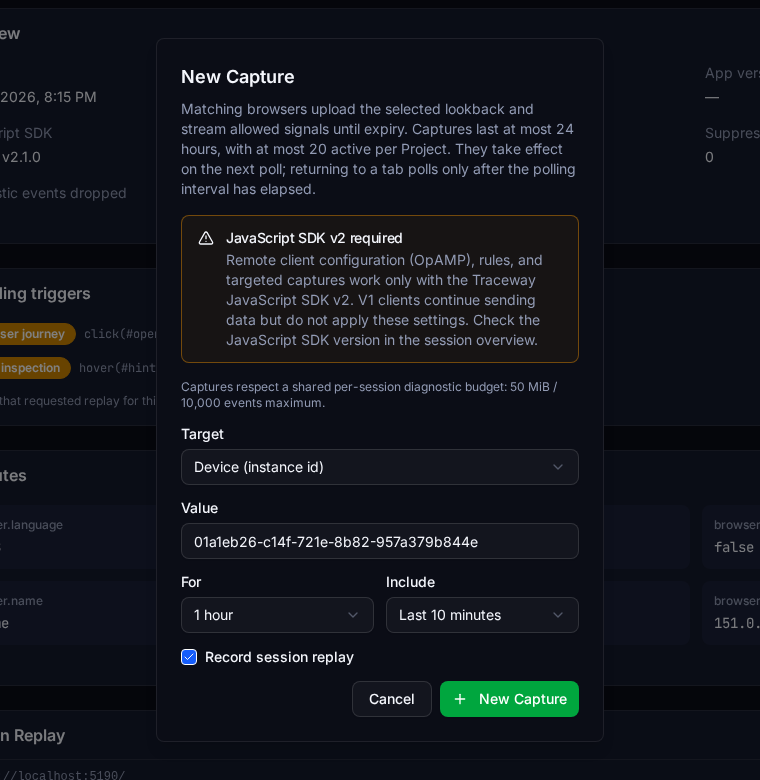 New Capture
Matching browsers upload the selected lookback and
stream allowed signals until expiry. Captures last at most 24
hours, with at most 20 active per Project. They take effect
on the next poll; returning to a tab polls only after the polling
interval has elapsed.
JavaScript SDK v2 required
Remote client configuration (OpAMP), rules, and
targeted captures work only with the Traceway
JavaScript SDK v2. V1 clients continue sending
data but do not apply these settings. Check the
JavaScript SDK version in the session overview.
Captures respect a shared per-session diagnostic budget: 50 MiB /
10,000 events maximum.
Target
Device (instance id)
Value
01a1eb26-c14f-721e-8b82-957a379b844e
For
Include
1 hour
Last 10 minutes
Record session replay
Cancel
+ New Capture
ew
2026, 8:15 PM
ript SDK
v2.1.0
stic events dropped
App vers
—
Suppres
0
ling triggers
ser journey click(#oper
inspection hover(#hint
that requested replay for thi
utes
er.language
browser
false
er.name
me
browser
151.0.
n Replay
://localhost:5190/